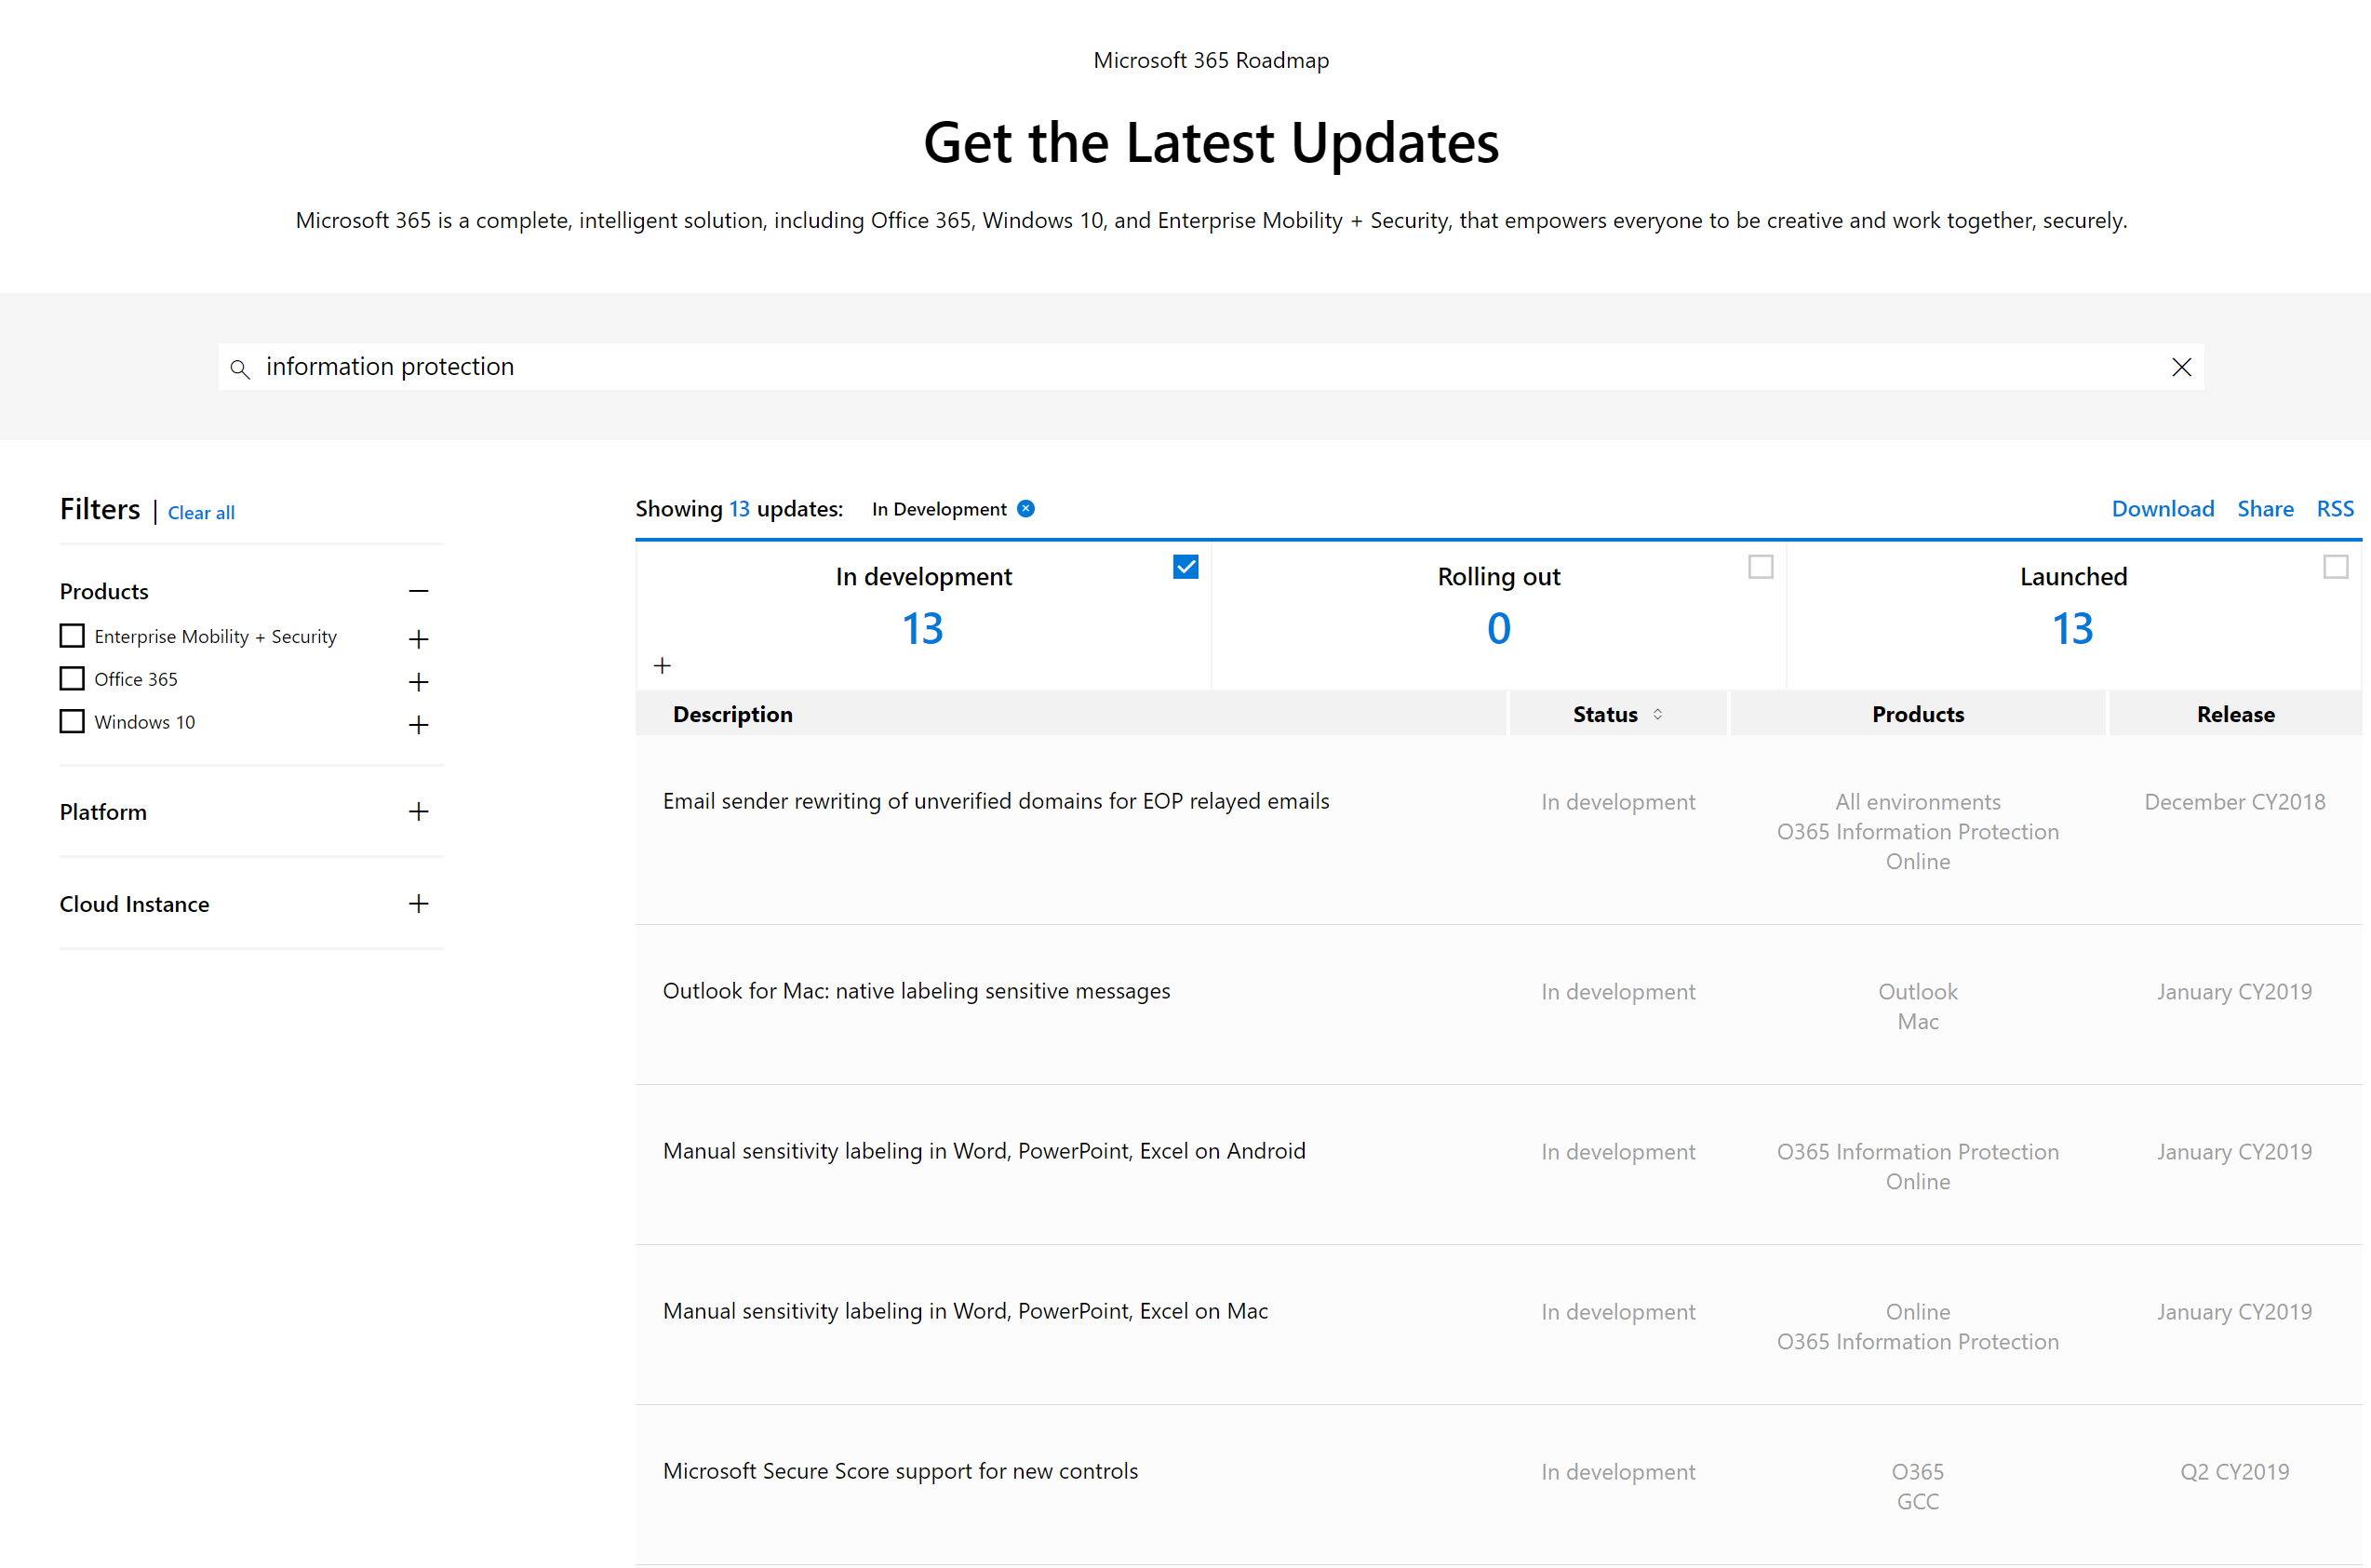 Microsoft 365 Roadmap
Get the Latest Updates
Microsoft 365 is a complete, intelligent solution, including Office 365, Windows 10, and Enterprise Mobility + Security, that empowers everyone to be creative and work together, securely.
information protection
Filters | Clear all
Products
Enterprise Mobility + Security
Office 365
Windows 10
Platform
Cloud Instance
Showing 13 updates: In Development
Download Share RSS
In development
13
Rolling out
0
Launched
13
Description Status Products Release
Email sender rewriting of unverified domains for EOP relayed emails In development All environments December CY2018
O365 Information Protection
Online
Outlook for Mac: native labeling sensitive messages In development Outlook January CY2019
Mac
Manual sensitivity labeling in Word, PowerPoint, Excel on Android In development O365 Information Protection January CY2019
Online
Manual sensitivity labeling in Word, PowerPoint, Excel on Mac In development Online January CY2019
O365 Information Protection
Microsoft Secure Score support for new controls In development O365 Q2 CY2019
GCC